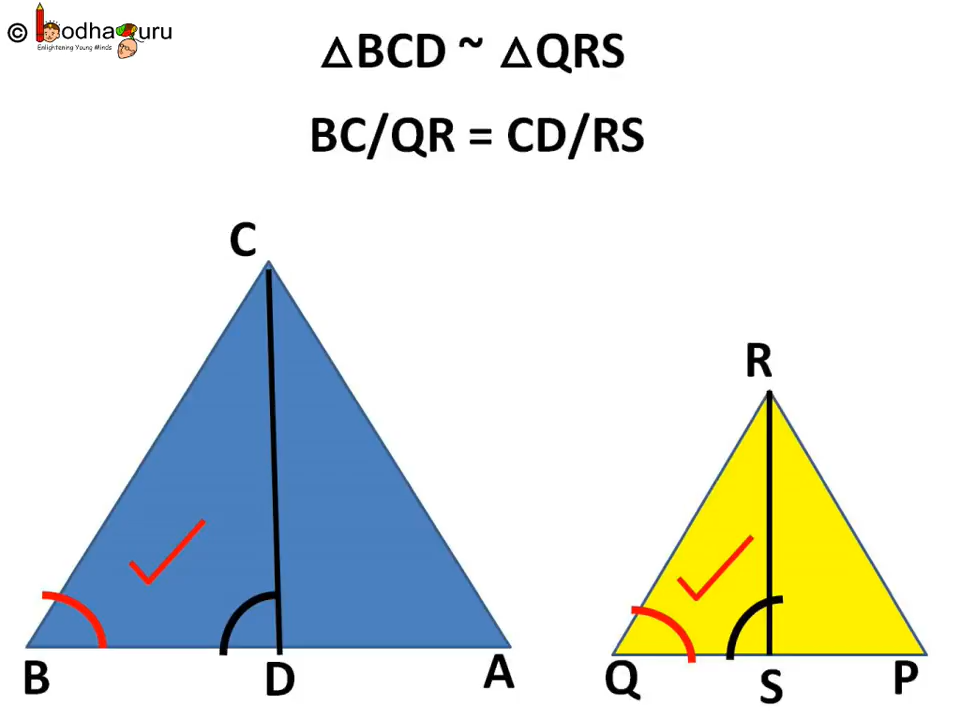 © BodhaGuru
Enlightening Young Minds
△BCD ~ △QRS
BC/QR = CD/RS
C
R
B
D
A
Q
S
P